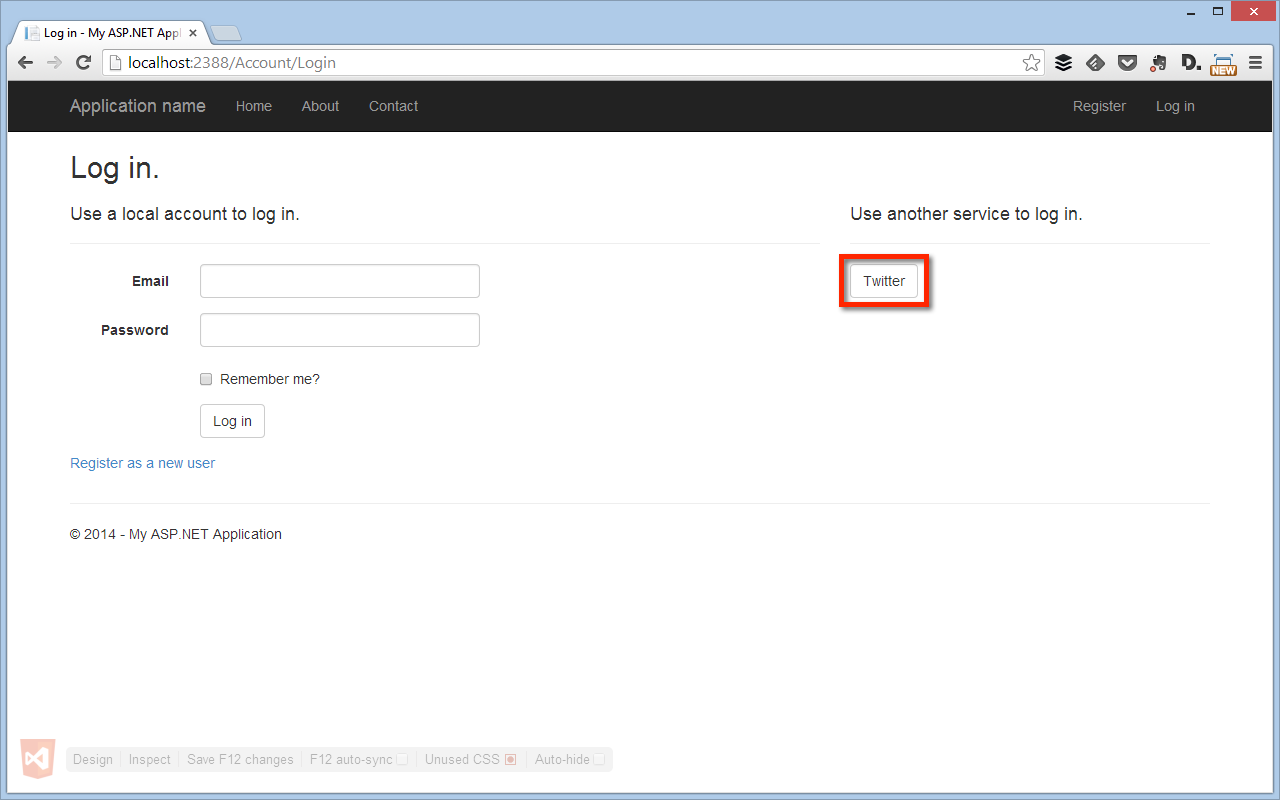 Log in - My ASP.NET Appl
localhost:2388/Account/Login
D.
NEW
Application name Home About Contact Register Log in
Log in.
Use a local account to log in.
Use another service to log in.
Email
Twitter
Password
Remember me?
Log in
Register as a new user
© 2014 - My ASP.NET Application
Design Inspect Save F12 changes F12 auto-sync Unused CSS Auto-hide